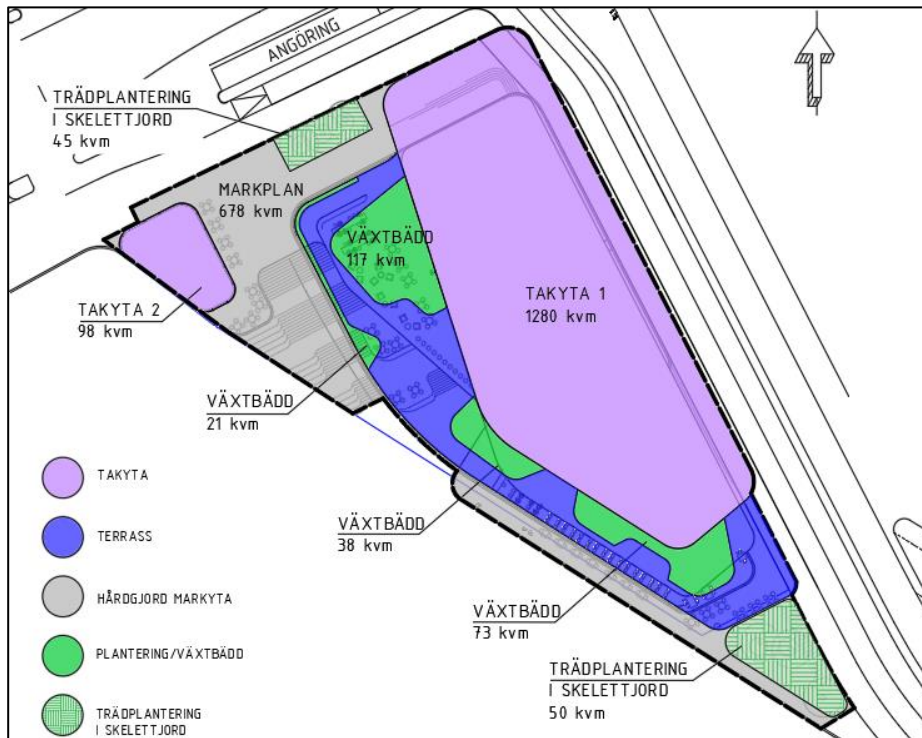 ANGÖRING
TRÄDPLANTERING
I SKELETTJORD
45 kvm
MARKPLAN
678 kvm
VÄXTBÄDD
117 kvm
TAKYTA 1
1280 kvm
TAKYTA 2
98 kvm
VÄXTBÄDD
21 kvm
VÄXTBÄDD
38 kvm
VÄXTBÄDD
73 kvm
TRÄDPLANTERING
I SKELETTJORD
50 kvm
TAKYTA
TERRASS
HÅRDGJORD MARKYTA
PLANTERING/VÄXTBÄDD
TRÄDPLANTERING
I SKELETTJORD